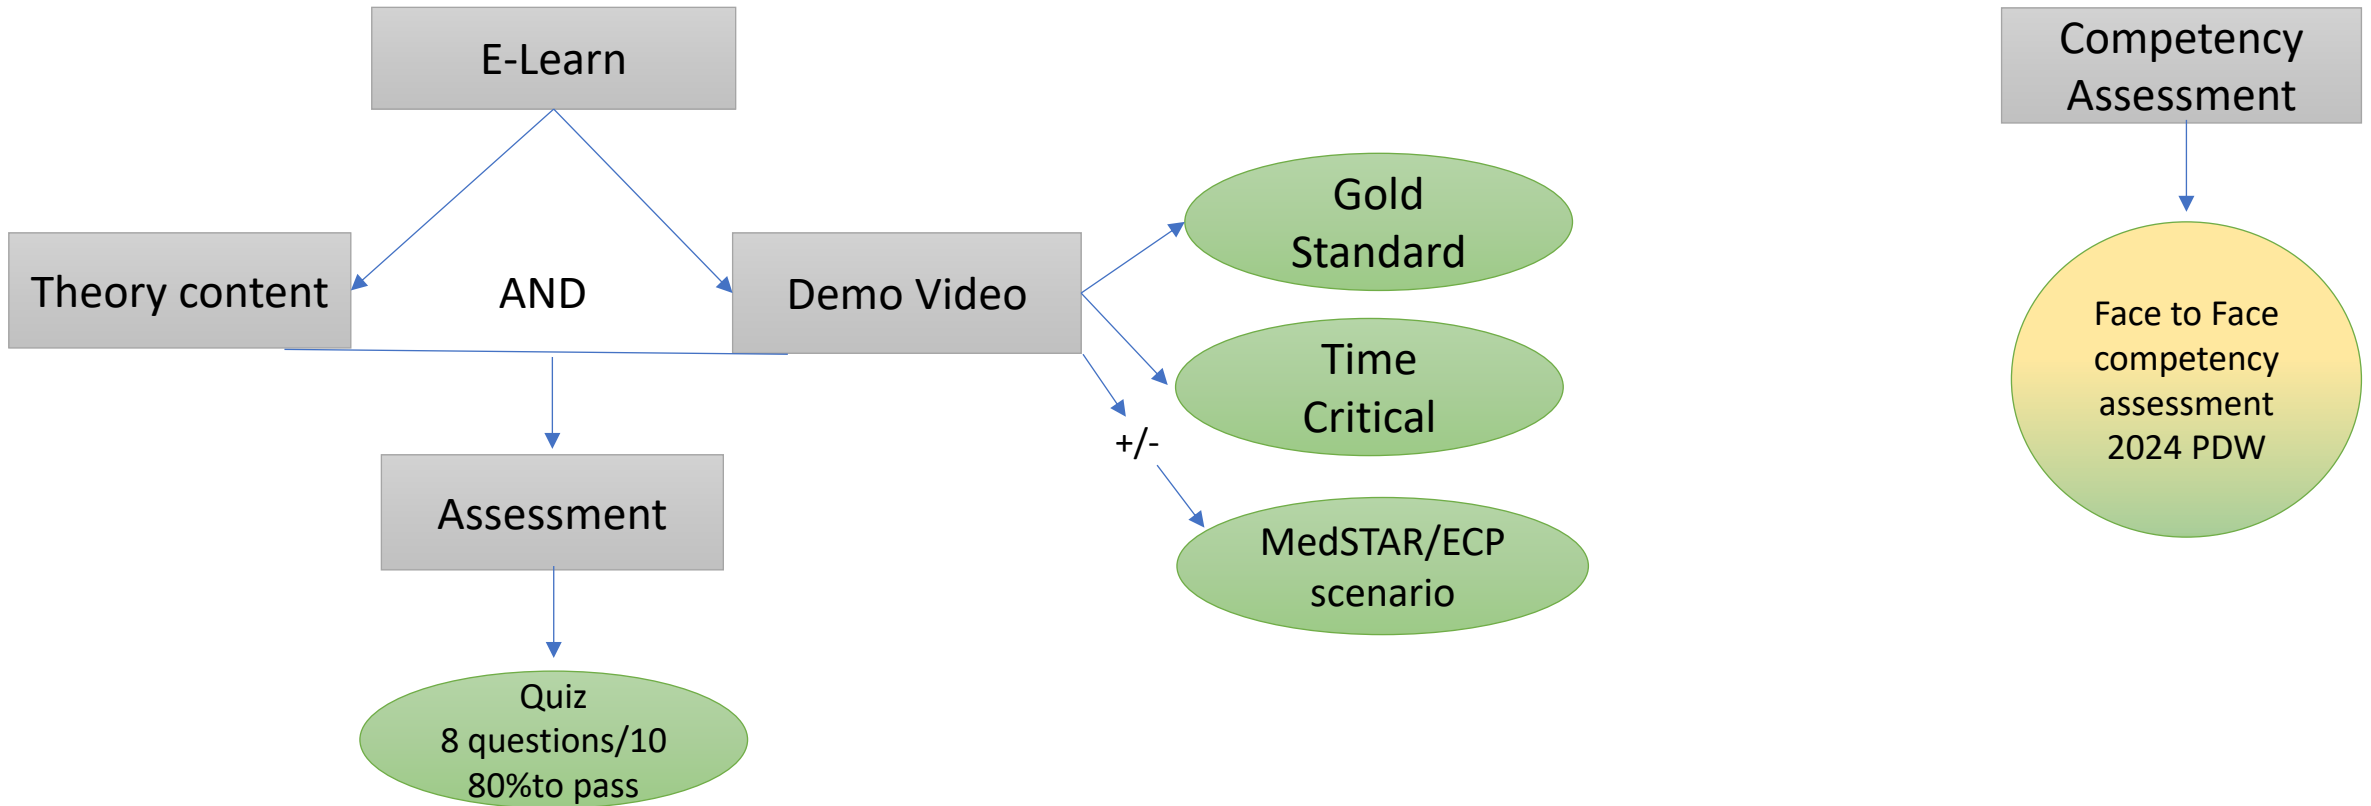 E-Learn
Competency
Assessment
Theory content
AND
Demo Video
Gold
Standard
Time
Critical
+/-
MedSTAR/ECP
scenario
Face to Face
competency
assessment
2024 PDW
Assessment
Quiz
8 questions/10
80%to pass